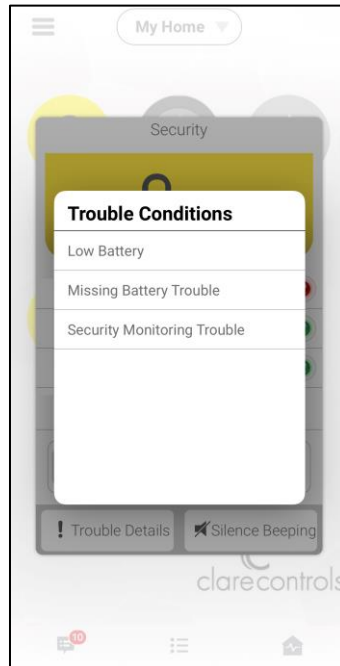 My Home
Security
Trouble Conditions
Low Battery
Missing Battery Trouble
Security Monitoring Trouble
! Trouble Details
Silence Beeping
clarecontrols
10